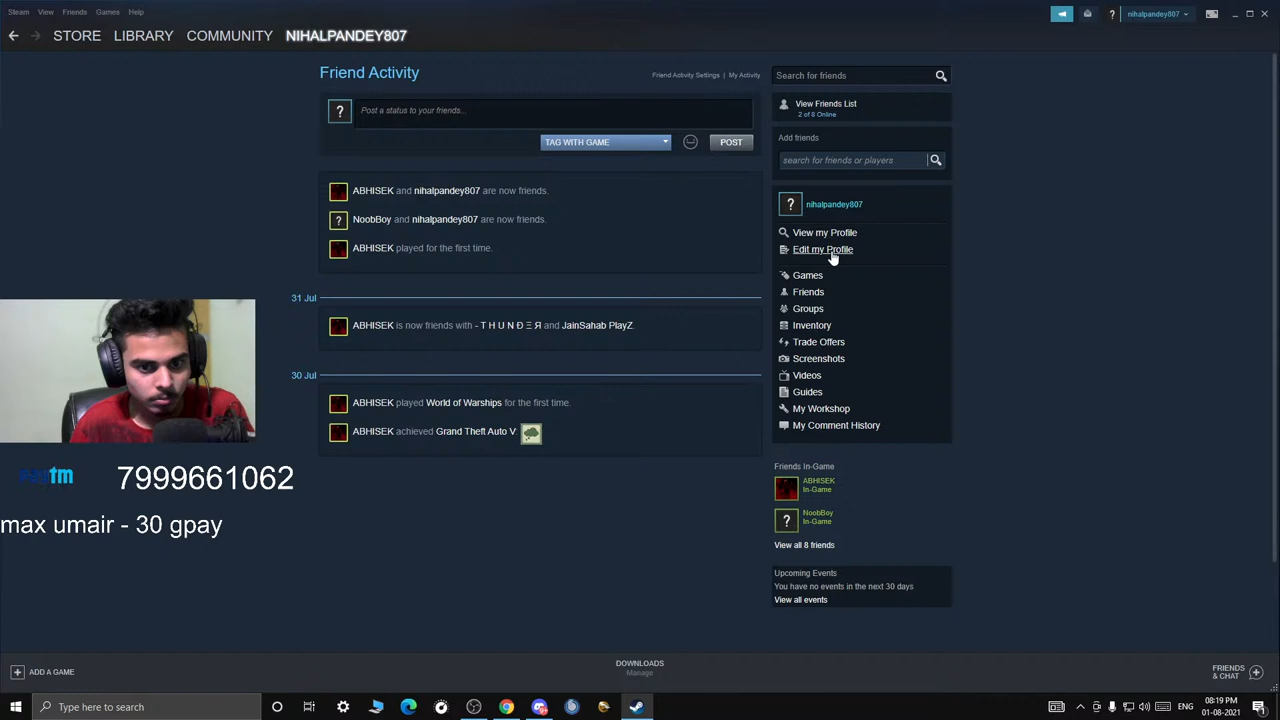 Steam View Friends Games Help
nihalpandey807
STORE LIBRARY COMMUNITY NIHALPANDEY807
Friend Activity
Friend Activity Settings | My Activity
Search for friends
Post a status to your friends...
View Friends List
2 of 8 Online
TAG WITH GAME
POST
Add friends
search for friends or players
ABHISEK and nihalpandey807 are now friends.
NoobBoy and nihalpandey807 are now friends.
ABHISEK played for the first time.
nihalpandey807
View my Profile
Edit my Profile
Games
Friends
Groups
Inventory
Trade Offers
Screenshots
Videos
Guides
My Workshop
My Comment History
31 Jul
ABHISEK is now friends with - T H U N Đ Ξ Я and JainSahab PlayZ.
30 Jul
ABHISEK played World of Warships for the first time.
ABHISEK achieved Grand Theft Auto V:
Friends In-Game
ABHISEK
In-Game
NoobBoy
In-Game
View all 8 friends
Upcoming Events
You have no events in the next 30 days
View all events
paytm 7999661062
max umair - 30 gpay
ADD A GAME
DOWNLOADS
Manage
FRIENDS
& CHAT
Type here to search
ENG
08:19 PM
01-08-2021